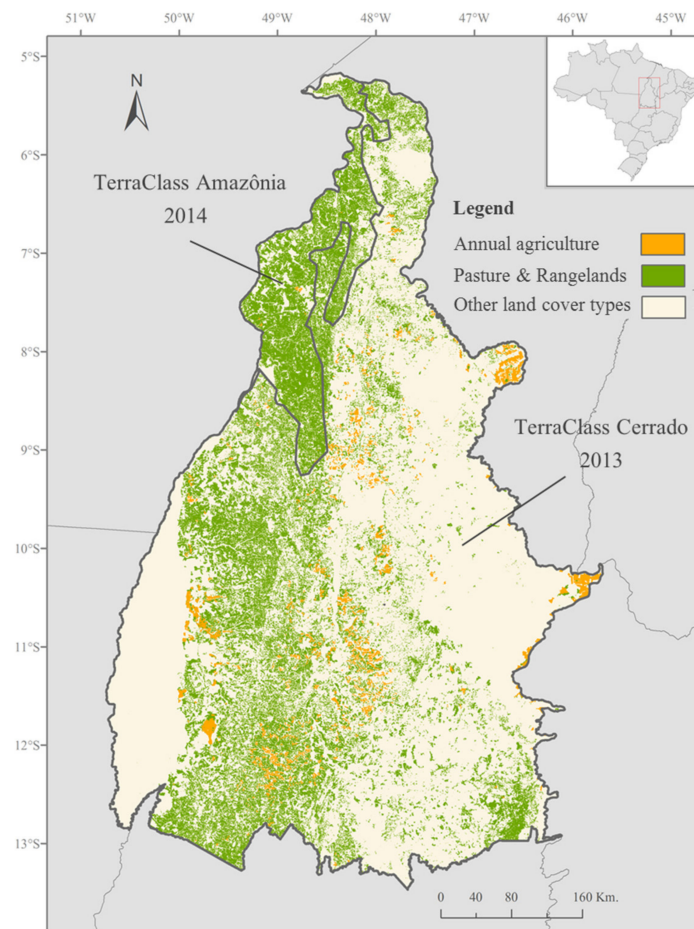 51°W 50°W 49°W 48°W 47°W 46°W 45°W
5°S
N
6°S
TerraClass Amazônia
2014
Legend
7°S
Annual agriculture
Pasture & Rangelands
Other land cover types
8°S
TerraClass Cerrado
2013
9°S
10°S
11°S
12°S
13°S
0 40 80 160 Km.